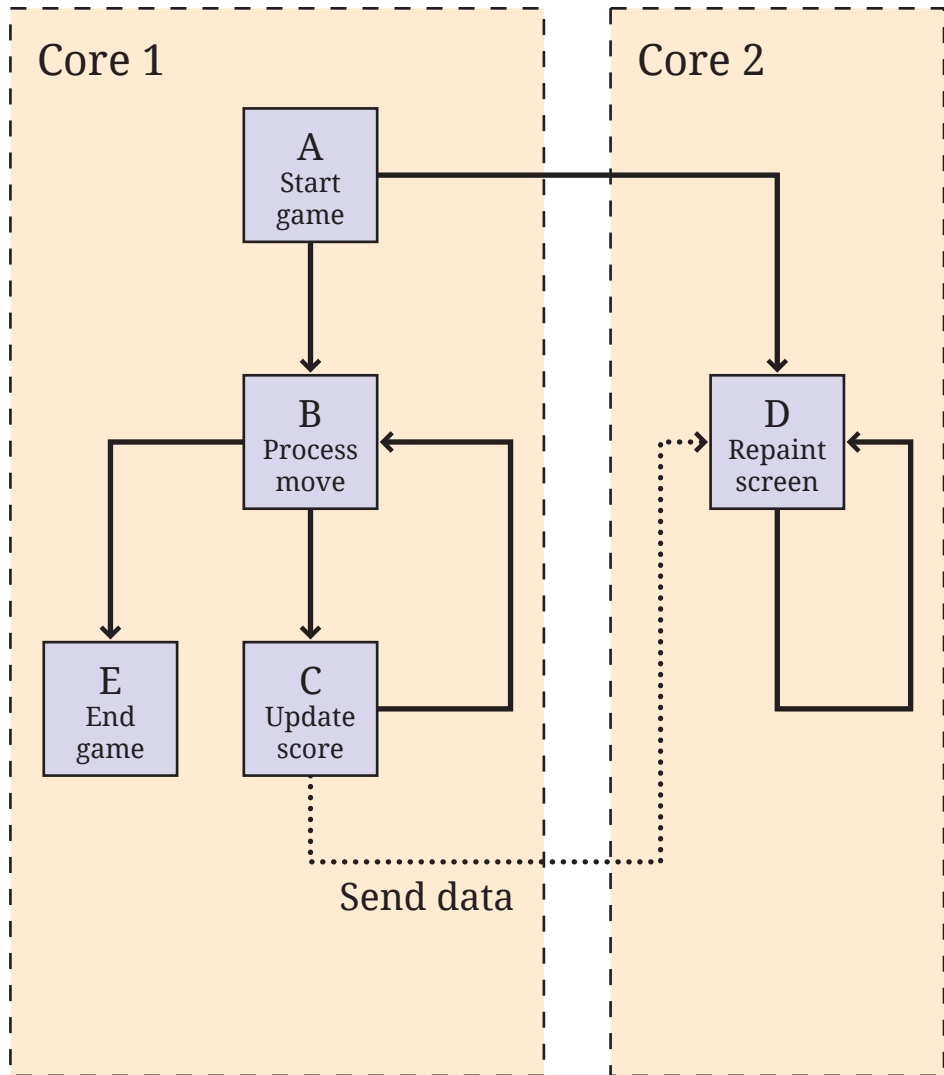 Core 1
Core 2
A
Start
game
B
Process
move
D
Repaint
screen
E
End
game
C
Update
score
Send data